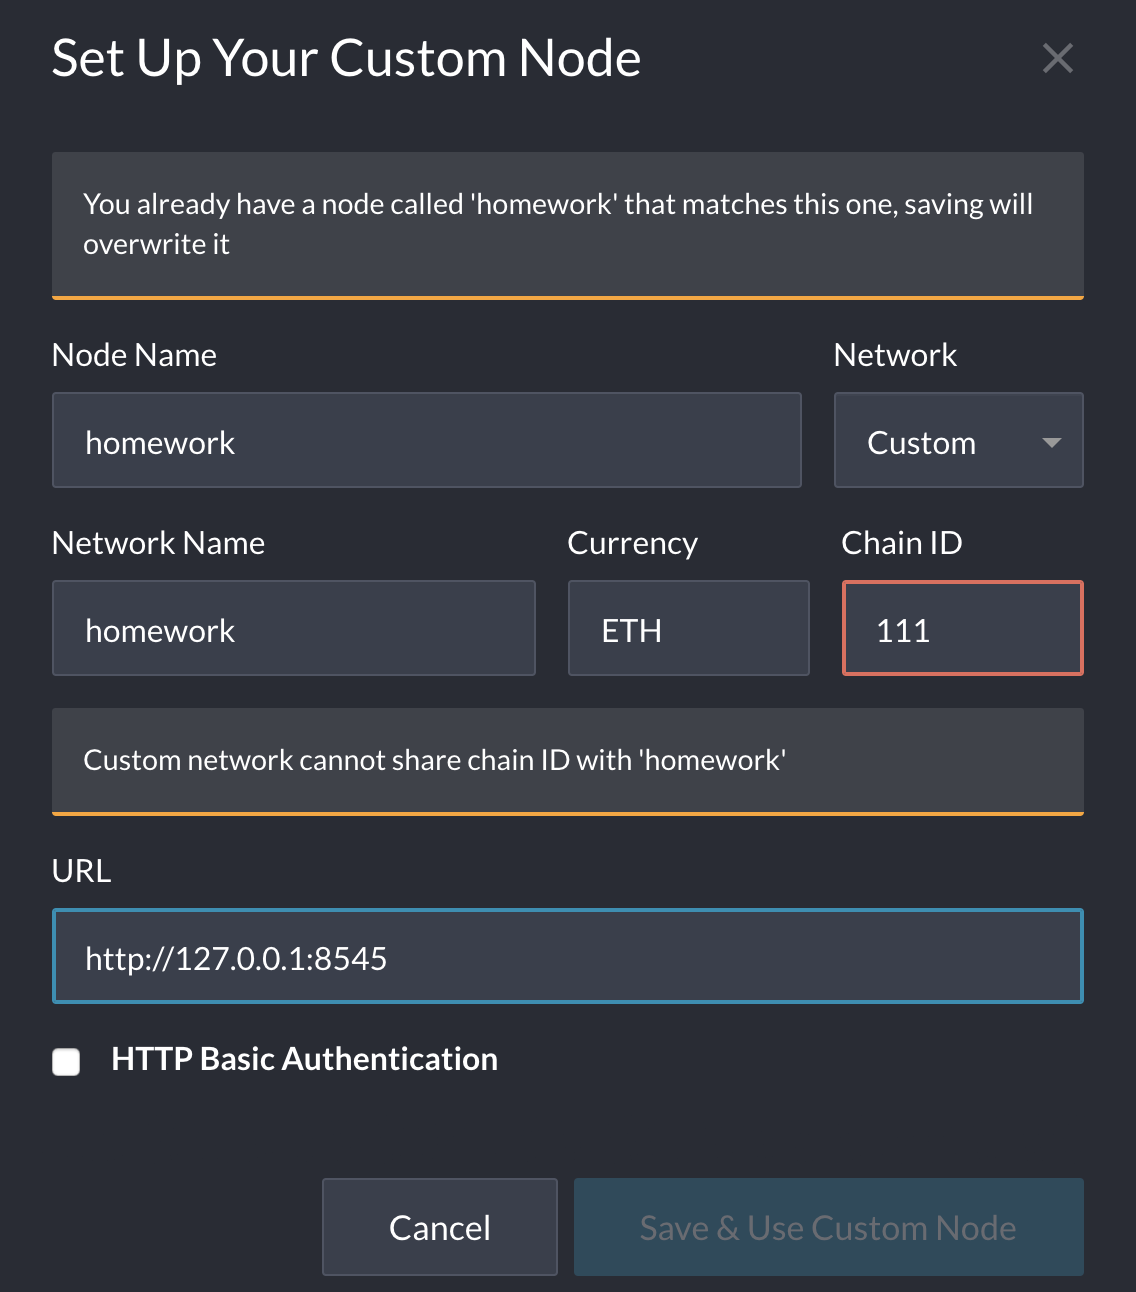 Set Up Your Custom Node
You already have a node called 'homework' that matches this one, saving will
overwrite it
Node Name
Network
homework
Custom
Network Name
Currency
Chain ID
homework
ETH
111
Custom network cannot share chain ID with 'homework'
URL
http://127.0.0.1:8545
HTTP Basic Authentication
Cancel
Save & Use Custom Node